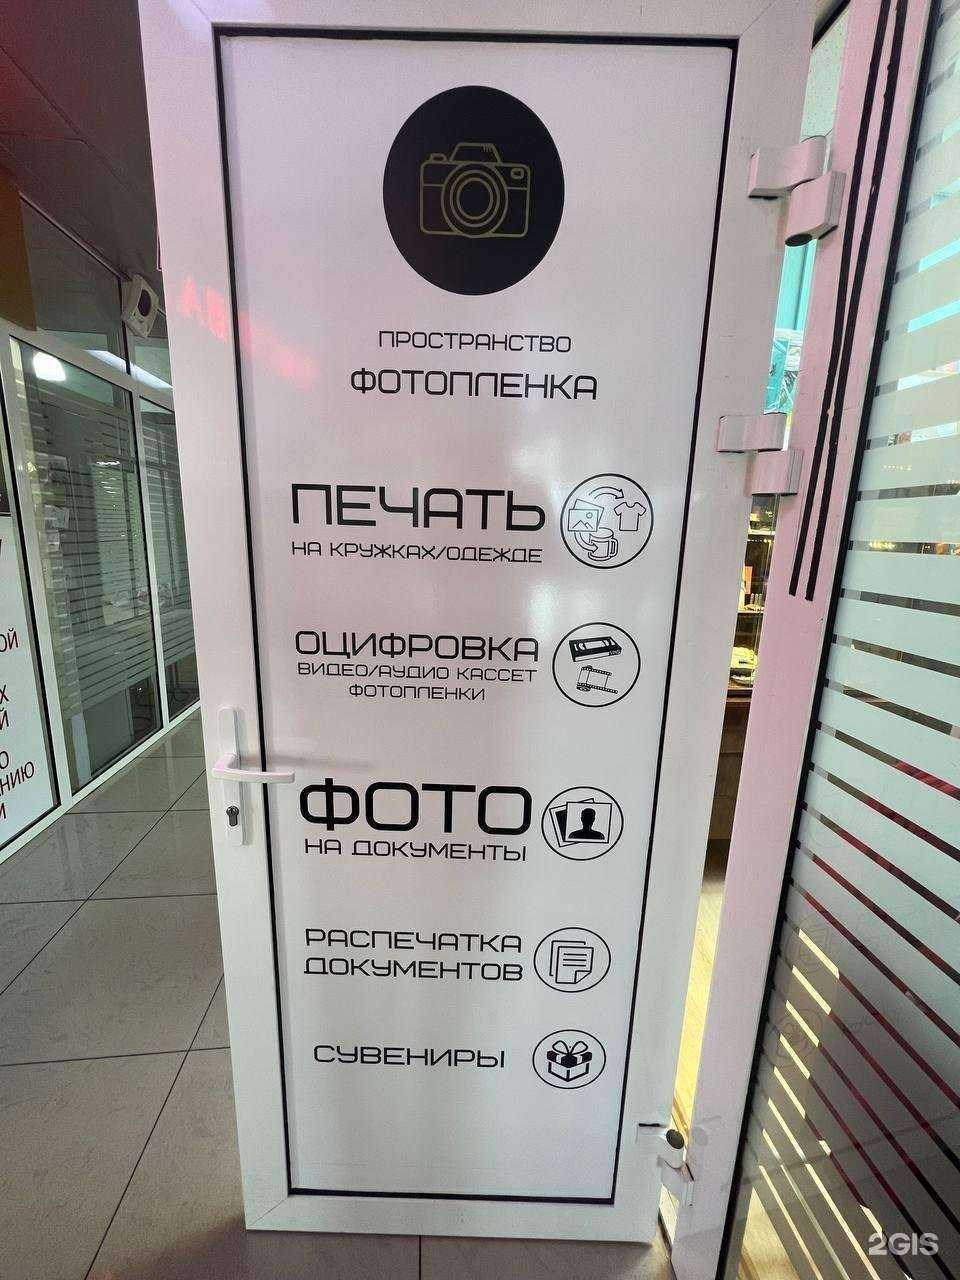 ПРОСТРАНСТВО
ФОТОПЛЕНКА
ПЕЧАТЬ
НА КРУЖКАХ/ОДЕЖДЕ
ОЦИФРОВКА
ВИДЕО/АУДИО КАССЕТ
ФОТОПЛЕНКИ
ФОТО
НА ДОКУМЕНТЫ
РАСПЕЧАТКА
ДОКУМЕНТОВ
СУВЕНИРЫ
2GIS